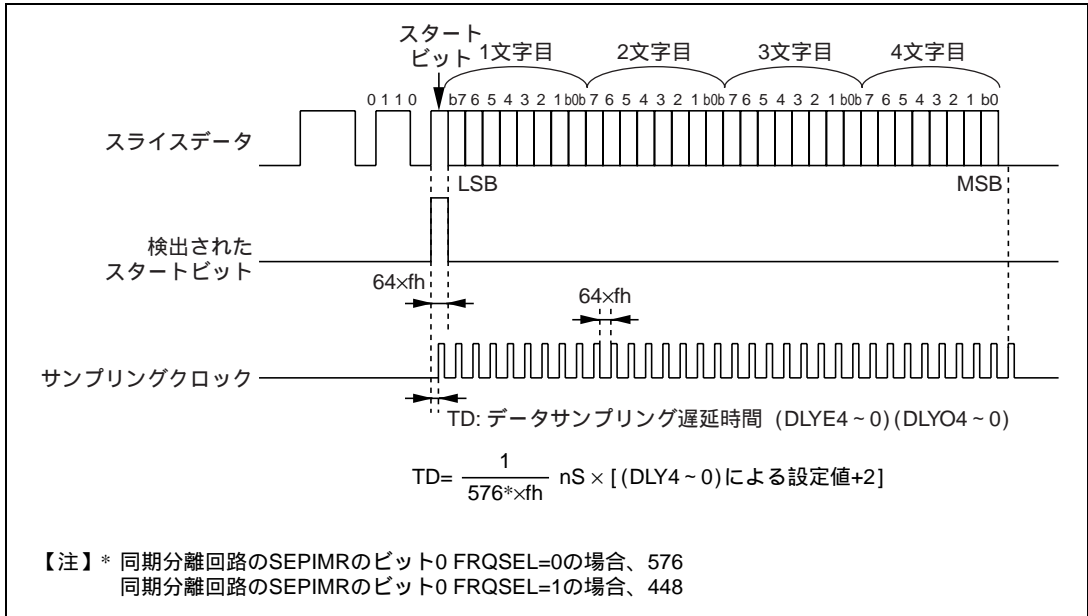 スタート
ビット
1文字目 2文字目 3文字目 4文字目
0 1 1 0 b7 6 5 4 3 2 1 b0b 7 6 5 4 3 2 1 b0b 7 6 5 4 3 2 1 b0b 7 6 5 4 3 2 1 b0
スライスデータ
LSB MSB
検出された
スタートビット
64×fh
64×fh
サンプリングクロック
TD: データサンプリング遅延時間 (DLYE4~0)(DLYO4~0)
TD= 1 / 576*×fh nS×[(DLY4~0)による設定値+2]
【注】* 同期分離回路のSEPIMRのビット0 FRQSEL=0の場合、576
同期分離回路のSEPIMRのビット0 FRQSEL=1の場合、448